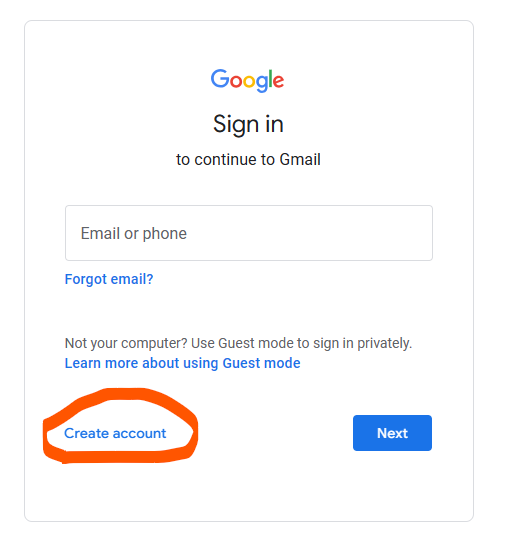 Google
Sign in
to continue to Gmail
Email or phone
Forgot email?
Not your computer? Use Guest mode to sign in privately.
Learn more about using Guest mode
Create account
Next